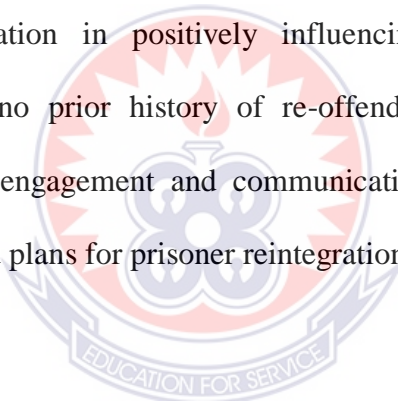 ation in positively influenci
no prior history of re-offend
engagement and communicati
plans for prisoner reintegration
EDUCATION FOR SERVICE